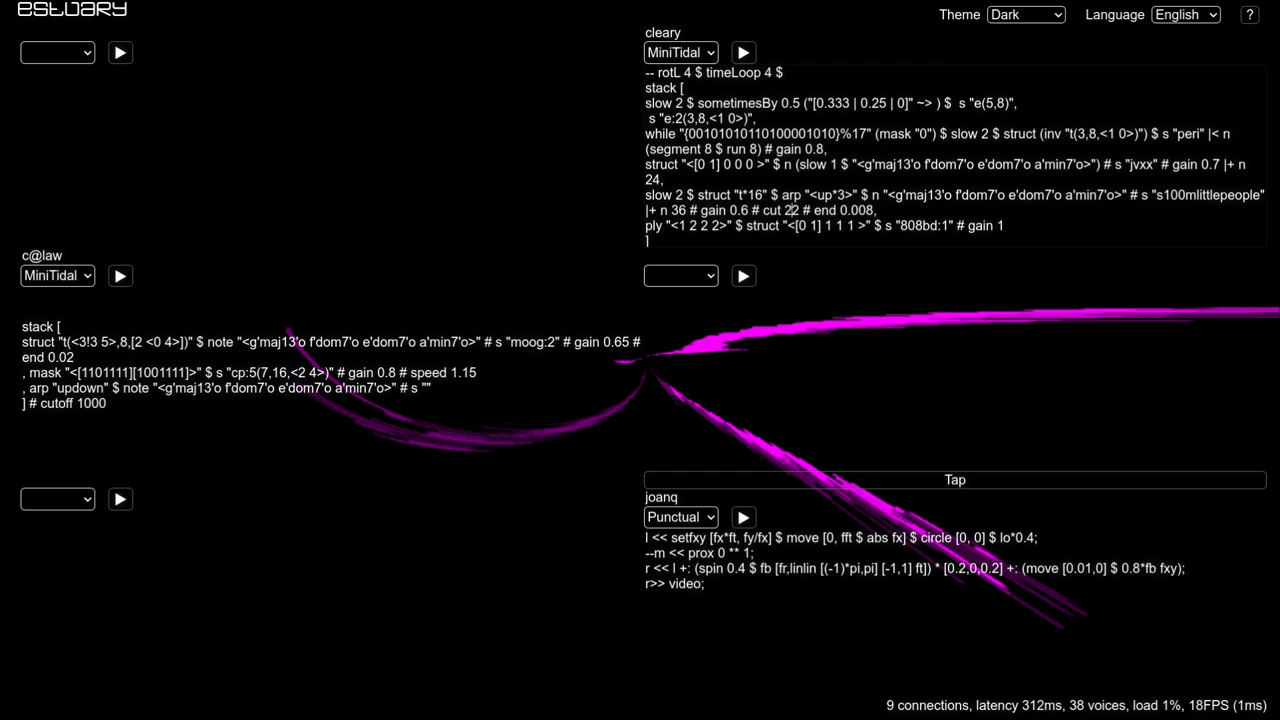 estuary
Theme Dark Language English ?
cleary
MiniTidal
-- rotL 4 $ timeLoop 4 $
stack [
slow 2 $ sometimesBy 0.5 ("[0.333 | 0.25 | 0]" ~> ) $  s "e(5,8)",
s "e:2(3,8,<1 0>)",
while "{00101010110100001010}%17" (mask "0") $ slow 2 $ struct (inv "t(3,8,<1 0>)") $ s "peri" |< n
(segment 8 $ run 8) # gain 0.8,
struct "<[0 1] 0 0 0 >" $ n (slow 1 $ "<g'maj13'o f'dom7'o e'dom7'o a'min7'o>") # s "jvxx" # gain 0.7 |+ n
24,
slow 2 $ struct "t*16" $ arp "<up*3>" $ n "<g'maj13'o f'dom7'o e'dom7'o a'min7'o>" # s "s100mlittlepeople"
|+ n 36 # gain 0.6 # cut 22 # end 0.008,
ply "<1 2 2 2>" $ struct "<[0 1] 1 1 1 >" $ s "808bd:1" # gain 1
]
c@law
MiniTidal
stack [
struct "t(<3!3 5>,8,[2 <0 4>])" $ note "<g'maj13'o f'dom7'o e'dom7'o a'min7'o>" # s "moog:2" # gain 0.65 #
end 0.02
, mask "<[1101111][1001111]>" $ s "cp:5(7,16,<2 4>)" # gain 0.8 # speed 1.15
, arp "updown" $ note "<g'maj13'o f'dom7'o e'dom7'o a'min7'o>" # s ""
] # cutoff 1000
Tap
joanq
Punctual
l << setfxy [fx*ft, fy/fx] $ move [0, fft $ abs fx] $ circle [0, 0] $ lo*0.4;
--m << prox 0 ** 1;
r << l +: (spin 0.4 $ fb [fr,linlin [(-1)*pi,pi] [-1,1] ft]) * [0.2,0,0.2] +: (move [0.01,0] $ 0.8*fb fxy);
r>> video;
9 connections, latency 312ms, 38 voices, load 1%, 18FPS (1ms)